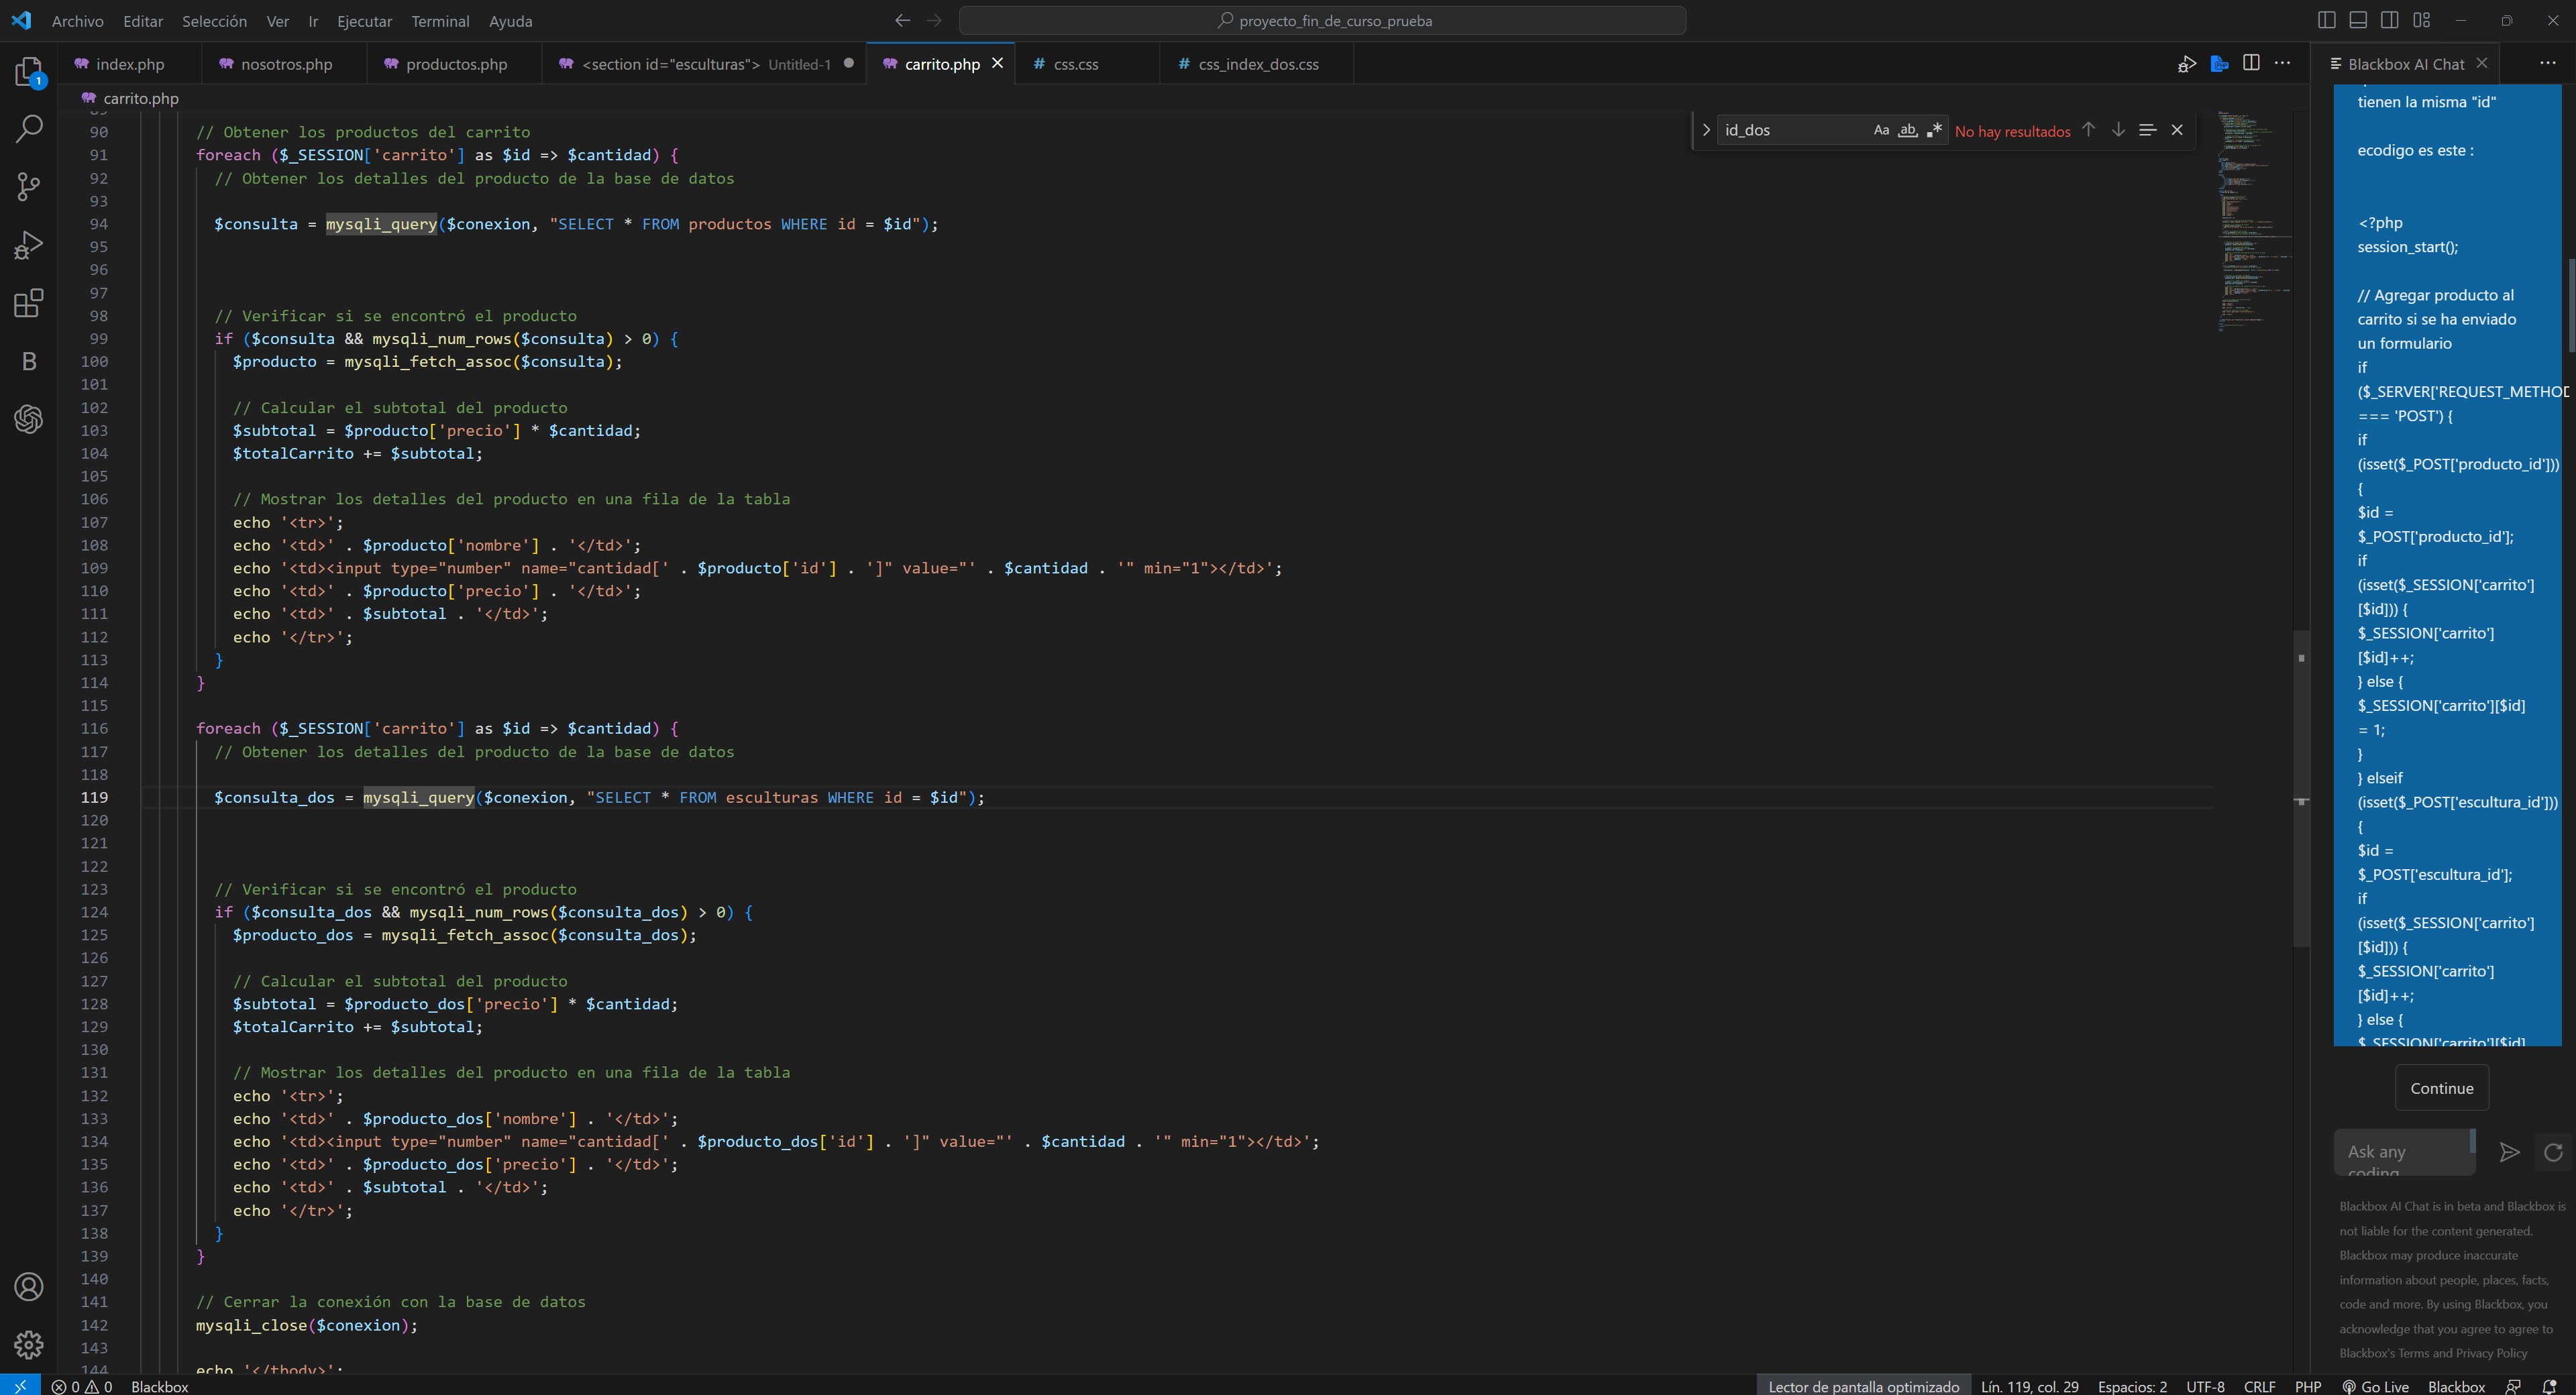 Archivo Editar Selección Ver Ir Ejecutar Terminal Ayuda
proyecto_fin_de_curso_prueba
1
index.php
nosotros.php
productos.php
<section id="esculturas"> Untitled-1
carrito.php
# css.css
# css_index_dos.css
Blackbox AI Chat
carrito.php
id_dos
Aa ab No hay resultados
90 // Obtener los productos del carrito
91 foreach ($_SESSION['carrito'] as $id => $cantidad) {
92 // Obtener los detalles del producto de la base de datos
93
94 $consulta = mysqli_query($conexion, "SELECT * FROM productos WHERE id = $id");
95
96
97
98 // Verificar si se encontró el producto
99 if ($consulta && mysqli_num_rows($consulta) > 0) {
100 $producto = mysqli_fetch_assoc($consulta);
101
102 // Calcular el subtotal del producto
103 $subtotal = $producto['precio'] * $cantidad;
104 $totalCarrito += $subtotal;
105
106 // Mostrar los detalles del producto en una fila de la tabla
107 echo '<tr>';
108 echo '<td>' . $producto['nombre'] . '</td>';
109 echo '<td><input type="number" name="cantidad[' . $producto['id'] . ']" value="' . $cantidad . '" min="1"></td>';
110 echo '<td>' . $producto['precio'] . '</td>';
111 echo '<td>' . $subtotal . '</td>';
112 echo '</tr>';
113 }
114 }
115
116 foreach ($_SESSION['carrito'] as $id => $cantidad) {
117 // Obtener los detalles del producto de la base de datos
118
119 $consulta_dos = mysqli_query($conexion, "SELECT * FROM esculturas WHERE id = $id");
120
121
122
123 // Verificar si se encontró el producto
124 if ($consulta_dos && mysqli_num_rows($consulta_dos) > 0) {
125 $producto_dos = mysqli_fetch_assoc($consulta_dos);
126
127 // Calcular el subtotal del producto
128 $subtotal = $producto_dos['precio'] * $cantidad;
129 $totalCarrito += $subtotal;
130
131 // Mostrar los detalles del producto en una fila de la tabla
132 echo '<tr>';
133 echo '<td>' . $producto_dos['nombre'] . '</td>';
134 echo '<td><input type="number" name="cantidad[' . $producto_dos['id'] . ']" value="' . $cantidad . '" min="1"></td>';
135 echo '<td>' . $producto_dos['precio'] . '</td>';
136 echo '<td>' . $subtotal . '</td>';
137 echo '</tr>';
138 }
139 }
140
141 // Cerrar la conexión con la base de datos
142 mysqli_close($conexion);
143
144 echo '</tbody>';
tienen la misma "id"
ecodigo es este :
<?php
session_start();
// Agregar producto al
carrito si se ha enviado
un formulario
if
($_SERVER['REQUEST_METHOD
=== 'POST') {
if
(isset($_POST['producto_id']))
{
$id =
$_POST['producto_id'];
if
(isset($_SESSION['carrito']
[$id])) {
$_SESSION['carrito']
[$id]++;
} else {
$_SESSION['carrito'][$id]
= 1;
}
} elseif
(isset($_POST['escultura_id']))
{
$id =
$_POST['escultura_id'];
if
(isset($_SESSION['carrito']
[$id])) {
$_SESSION['carrito']
[$id]++;
} else {
$_SESSION['carrito'][$id]
Continue
Ask any
coding
Blackbox AI Chat is in beta and Blackbox is
not liable for the content generated.
Blackbox may produce inaccurate
information about people, places, facts,
code and more. By using Blackbox, you
acknowledge that you agree to agree to
Blackbox's Terms and Privacy Policy
0 0 Blackbox
Lector de pantalla optimizado Lín. 119, col. 29 Espacios: 2 UTF-8 CRLF PHP Go Live Blackbox